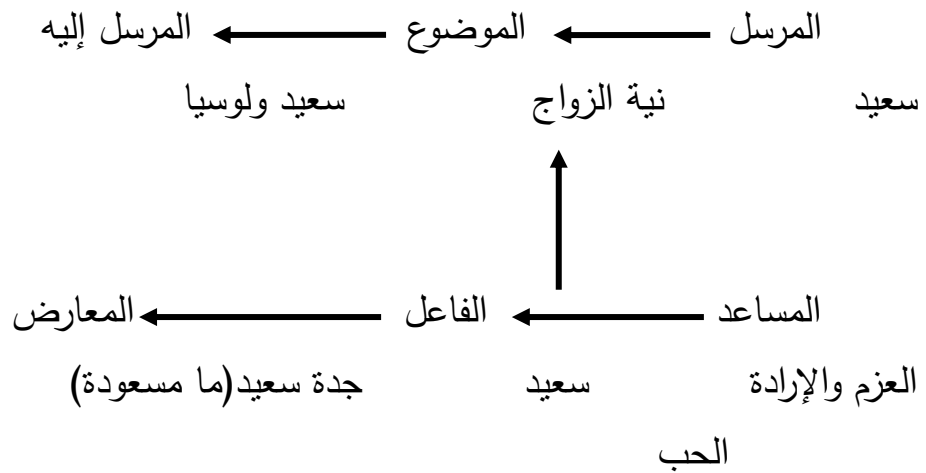 المرسل الموضوع المرسل إليه
سعيد نية الزواج سعيد ولوسيا
المساعد الفاعل المعارض
العزم والإرادة سعيد جدة سعيد(ما مسعودة)
الحب